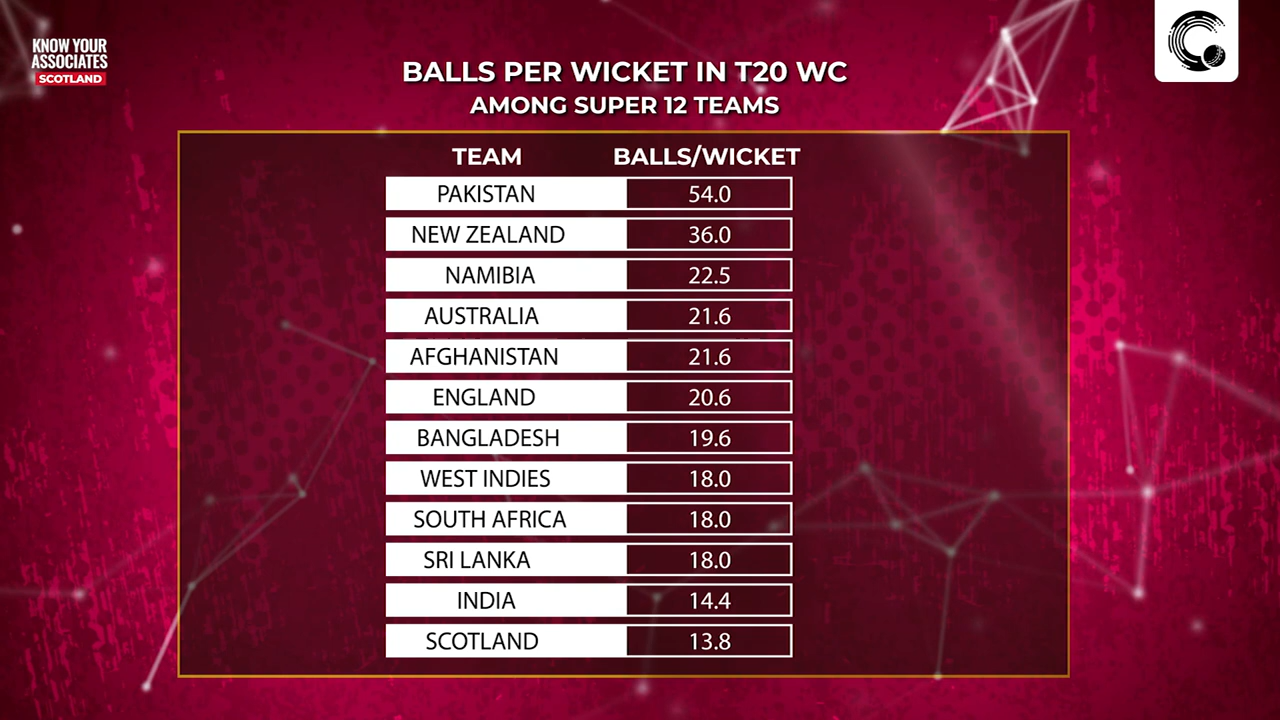 KNOW YOUR
ASSOCIATES
SCOTLAND
BALLS PER WICKET IN T20 WC
AMONG SUPER 12 TEAMS
TEAM BALLS/WICKET
PAKISTAN 54.0
NEW ZEALAND 36.0
NAMIBIA 22.5
AUSTRALIA 21.6
AFGHANISTAN 21.6
ENGLAND 20.6
BANGLADESH 19.6
WEST INDIES 18.0
SOUTH AFRICA 18.0
SRI LANKA 18.0
INDIA 14.4
SCOTLAND 13.8